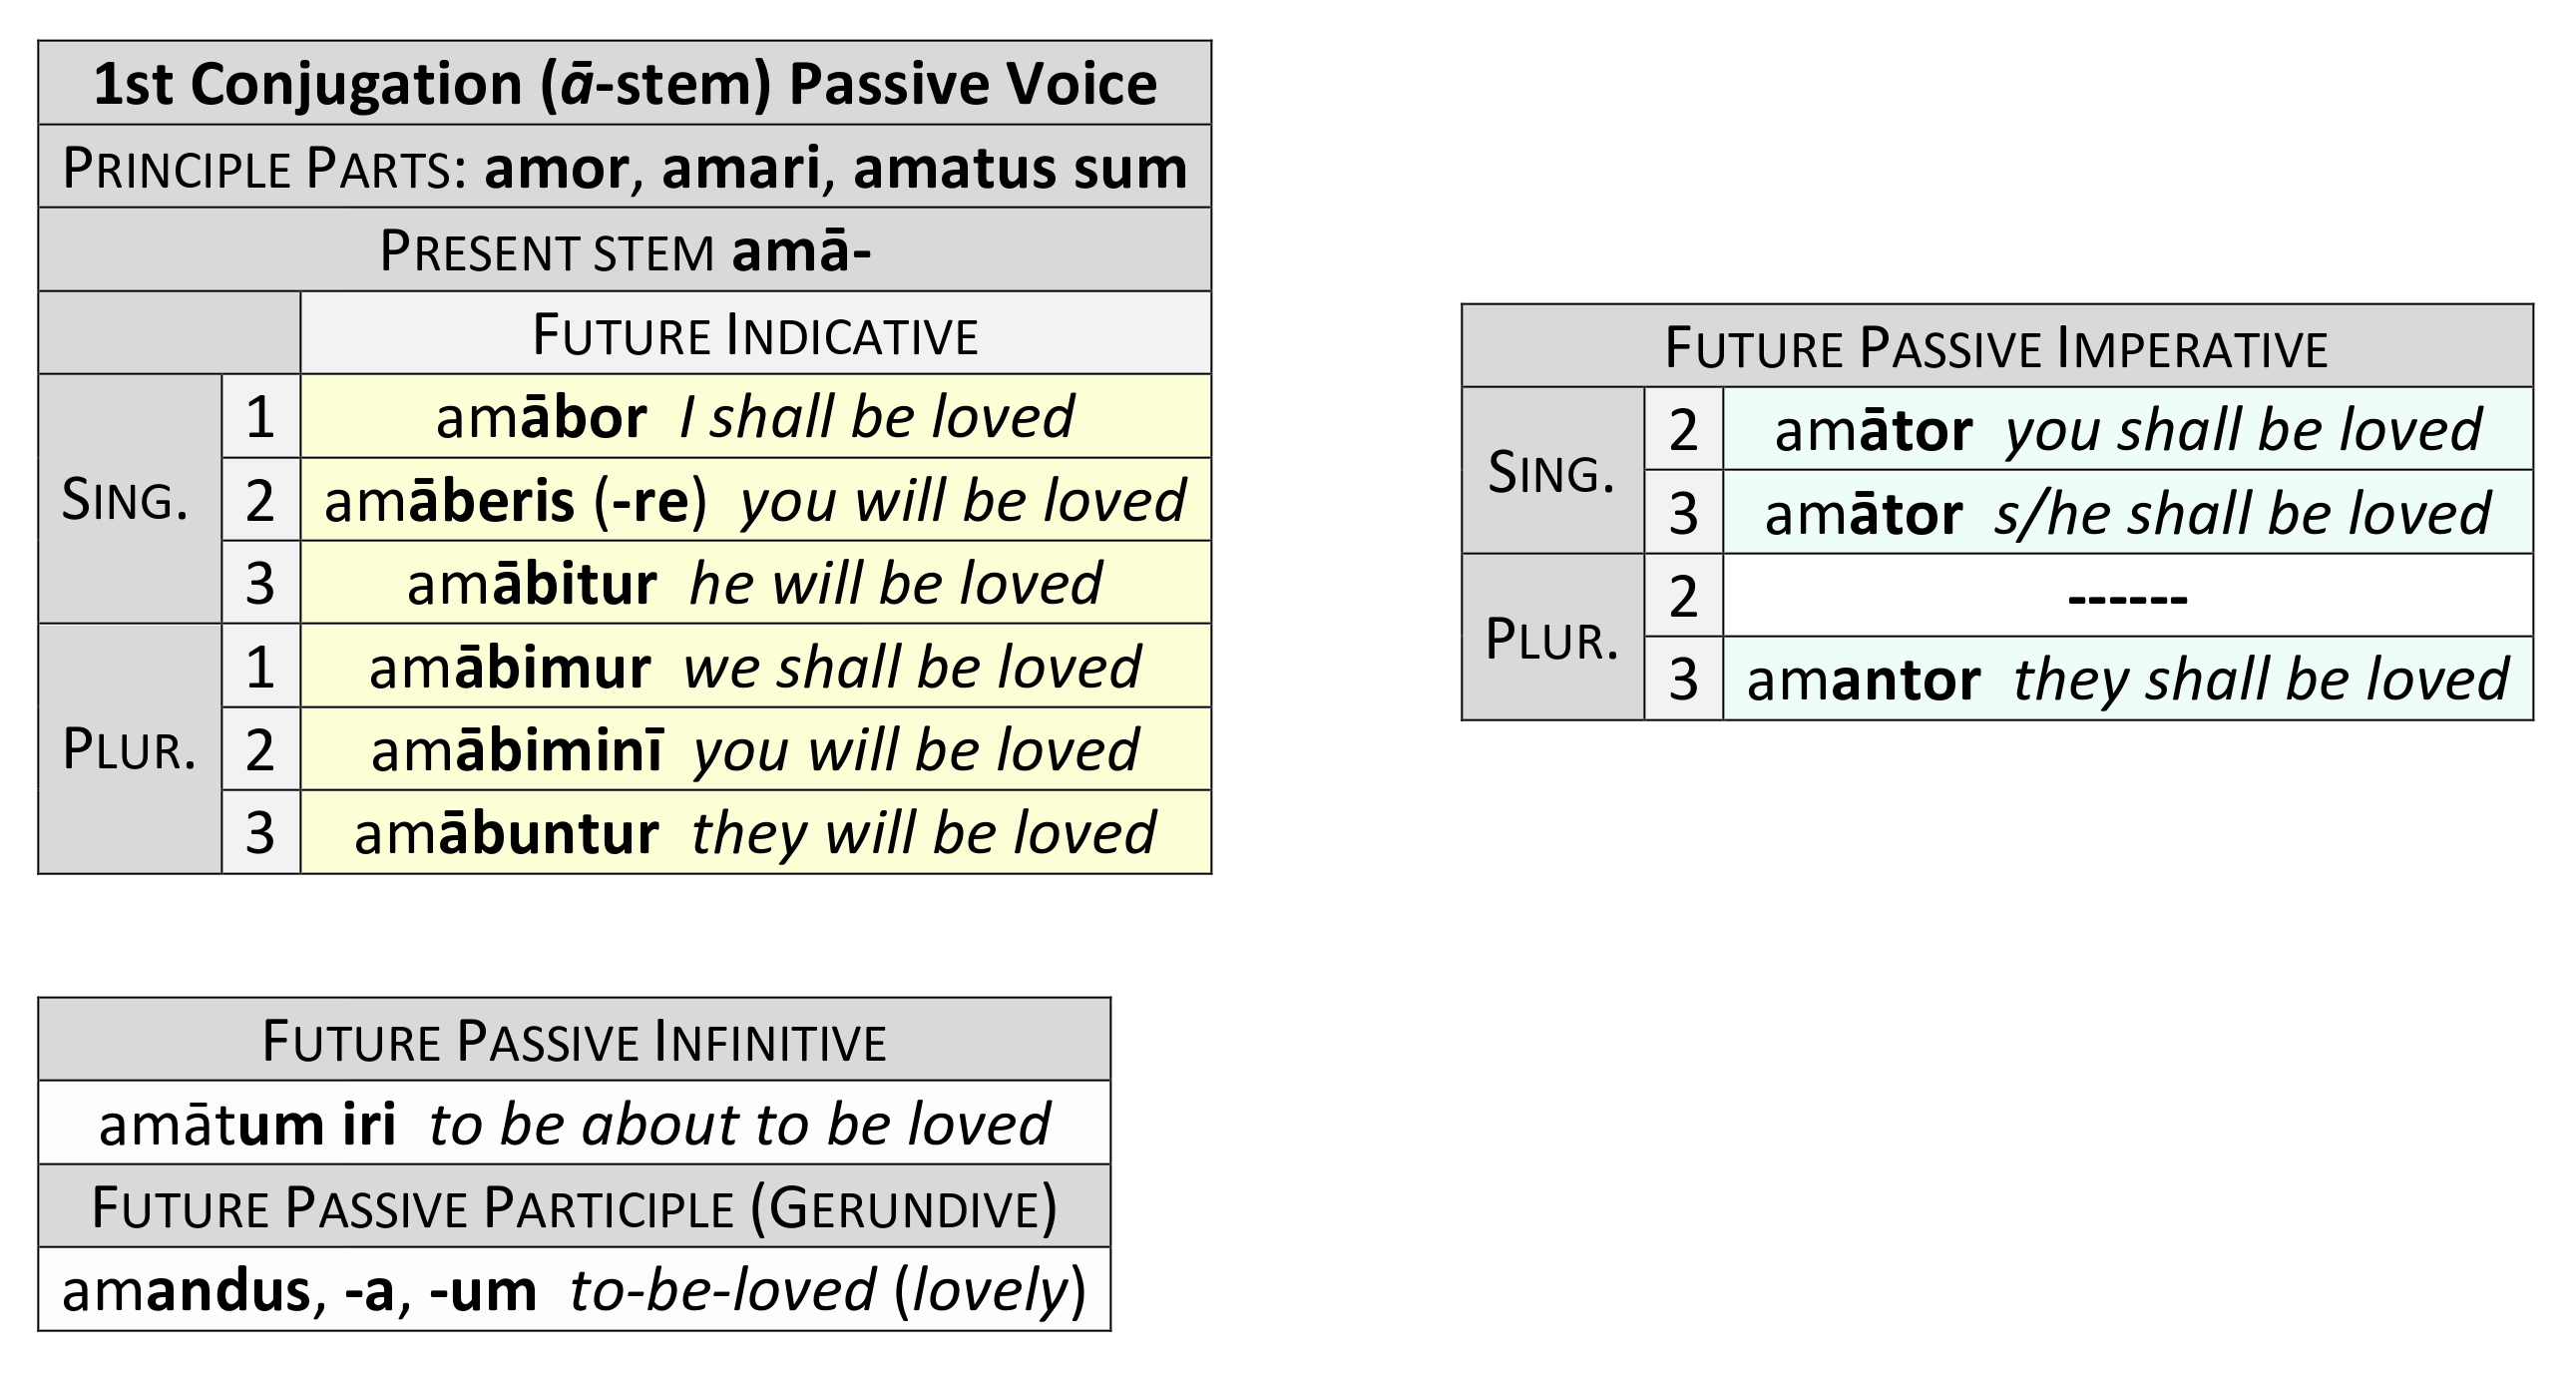 1st Conjugation (ā-stem) Passive Voice
PRINCIPLE PARTS: amor, amari, amatus sum
PRESENT STEM amā-
FUTURE INDICATIVE
SING.
1 amābor I shall be loved
2 amāberis (-re) you will be loved
3 amābitur he will be loved
PLUR.
1 amābimur we shall be loved
2 amābiminī you will be loved
3 amābuntur they will be loved
FUTURE PASSIVE IMPERATIVE
SING.
2 amātor you shall be loved
3 amātor s/he shall be loved
PLUR.
2 ------
3 amantor they shall be loved
FUTURE PASSIVE INFINITIVE
amātum iri to be about to be loved
FUTURE PASSIVE PARTICIPLE (GERUNDIVE)
amandus, -a, -um to-be-loved (lovely)